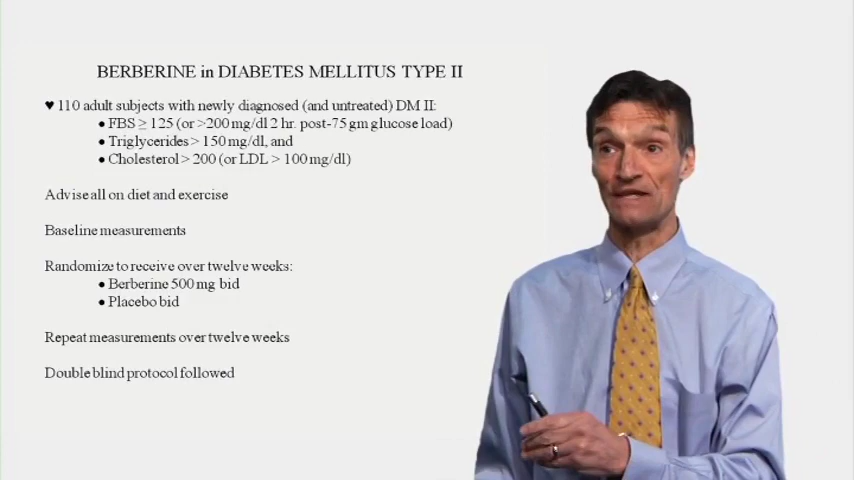 BERBERINE in DIABETES MELLITUS TYPE II
♥ 110 adult subjects with newly diagnosed (and untreated) DM II:
● FBS ≥ 125 (or >200 mg/dl 2 hr. post-75 gm glucose load)
● Triglycerides > 150 mg/dl, and
● Cholesterol > 200 (or LDL > 100 mg/dl)
Advise all on diet and exercise
Baseline measurements
Randomize to receive over twelve weeks:
● Berberine 500 mg bid
● Placebo bid
Repeat measurements over twelve weeks
Double blind protocol followed